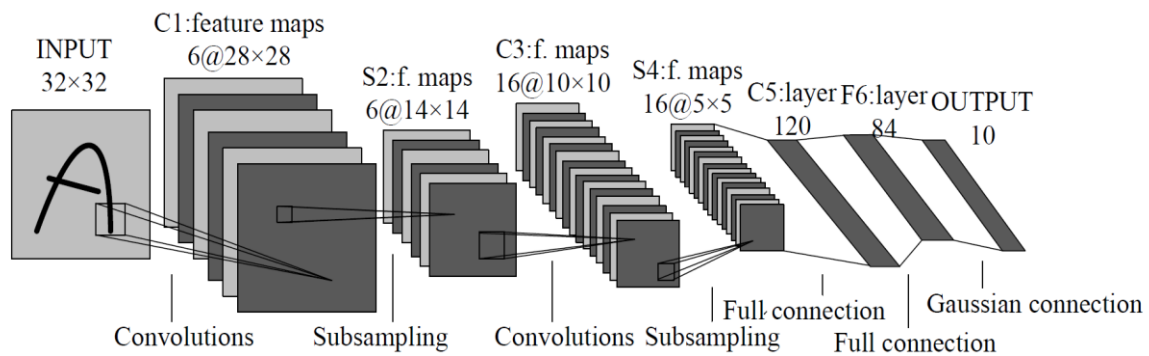 INPUT
32×32
C1:feature maps
6@28×28
S2:f. maps
6@14×14
C3:f. maps
16@10×10
S4:f. maps
16@5×5
C5:layer
120
F6:layer
84
OUTPUT
10
Convolutions
Subsampling
Convolutions
Subsampling
Full connection
Full connection
Gaussian connection
A